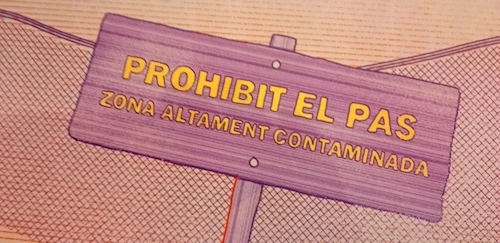 PROHIBIT EL PAS
ZONA ALTAMENT CONTAMINADA